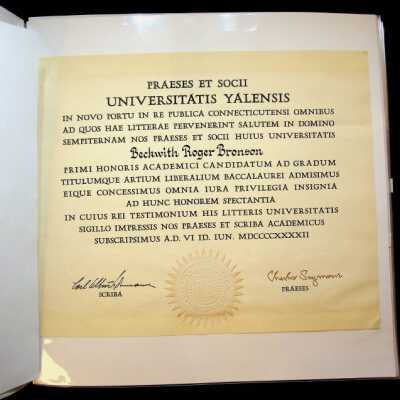 PRAESES ET SOCII
UNIVERSITATIS YALENSIS
IN NOVO PORTU IN RE PUBLICA CONNECTICUTENSI OMNIBUS
AD QUOS HAE LITTERAE PERVENERINT SALUTEM IN DOMINO
SEMPITERNAM NOS PRAESES ET SOCII HUIUS UNIVERSITATIS
Beckwith Roger Bronson
PRIMI HONORIS ACADEMICI CANDIDATUM AD GRADUM
TITULUMQUE ARTIUM LIBERALIUM BACCALAUREI ADMISIMUS
EIQUE CONCESSIMUS OMNIA IURA PRIVILEGIA INSIGNIA
AD HUNC HONOREM SPECTANTIA
IN CUIUS REI TESTIMONIUM HIS LITTERIS UNIVERSITATIS
SIGILLO IMPRESSIS NOS PRAESES ET SCRIBA ACADEMICUS
SUBSCRIPSIMUS A.D. VI ID. IUN. MDCCCCXXXXII
Charles Seymour
SCRIBA
PRAESES